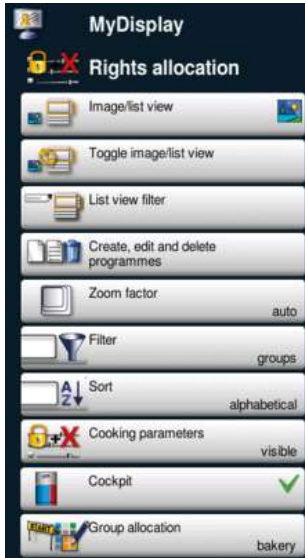 MyDisplay
Rights allocation
Image/list view
Toggle image/list view
List view filter
Create, edit and delete
programmes
Zoom factor
auto
Filter
groups
A
Z
Sort
alphabetical
Cooking parameters
visible
Cockpit
START
Group allocation
bakery